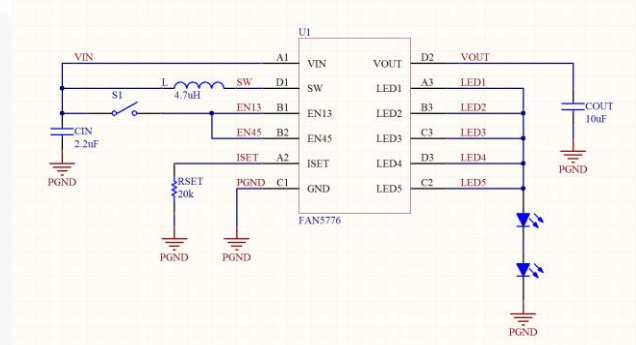 U1
VIN A1 VIN VOUT D2 VOUT
L 4.7uH SW D1 SW LED1 A3 LED1
S1 EN13 B1 EN13 LED2 B3 LED2
COUT
10uF
CIN
2.2uF
EN45 B2 EN45 LED3 C3 LED3
ISET A2 ISET LED4 D3 LED4
PGND
PGND
RSET
20k
PGND C1 GND LED5 C2 LED5
FAN5776
PGND
PGND
PGND